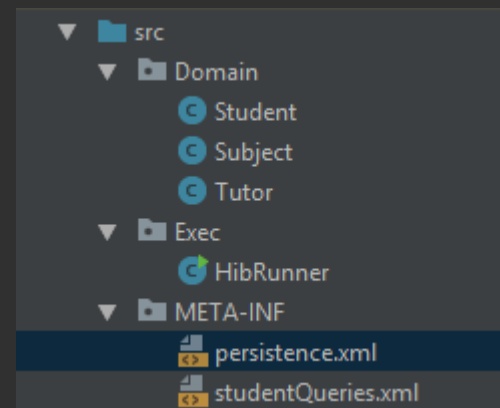 src
Domain
Student
Subject
Tutor
Exec
HibRunner
META-INF
persistence.xml
studentQueries.xml